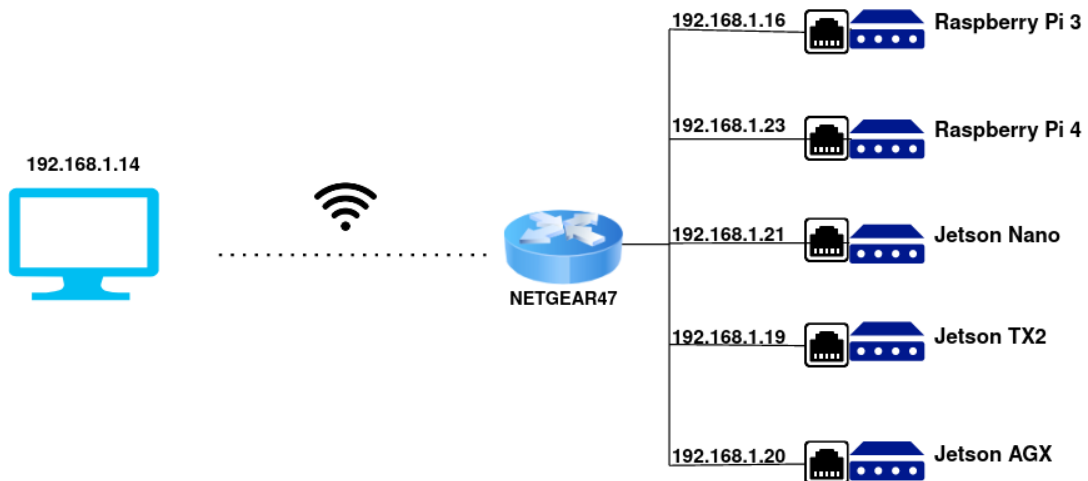 192.168.1.16
Raspberry Pi 3
192.168.1.23
Raspberry Pi 4
192.168.1.14
192.168.1.21
Jetson Nano
NETGEAR47
192.168.1.19
Jetson TX2
192.168.1.20
Jetson AGX